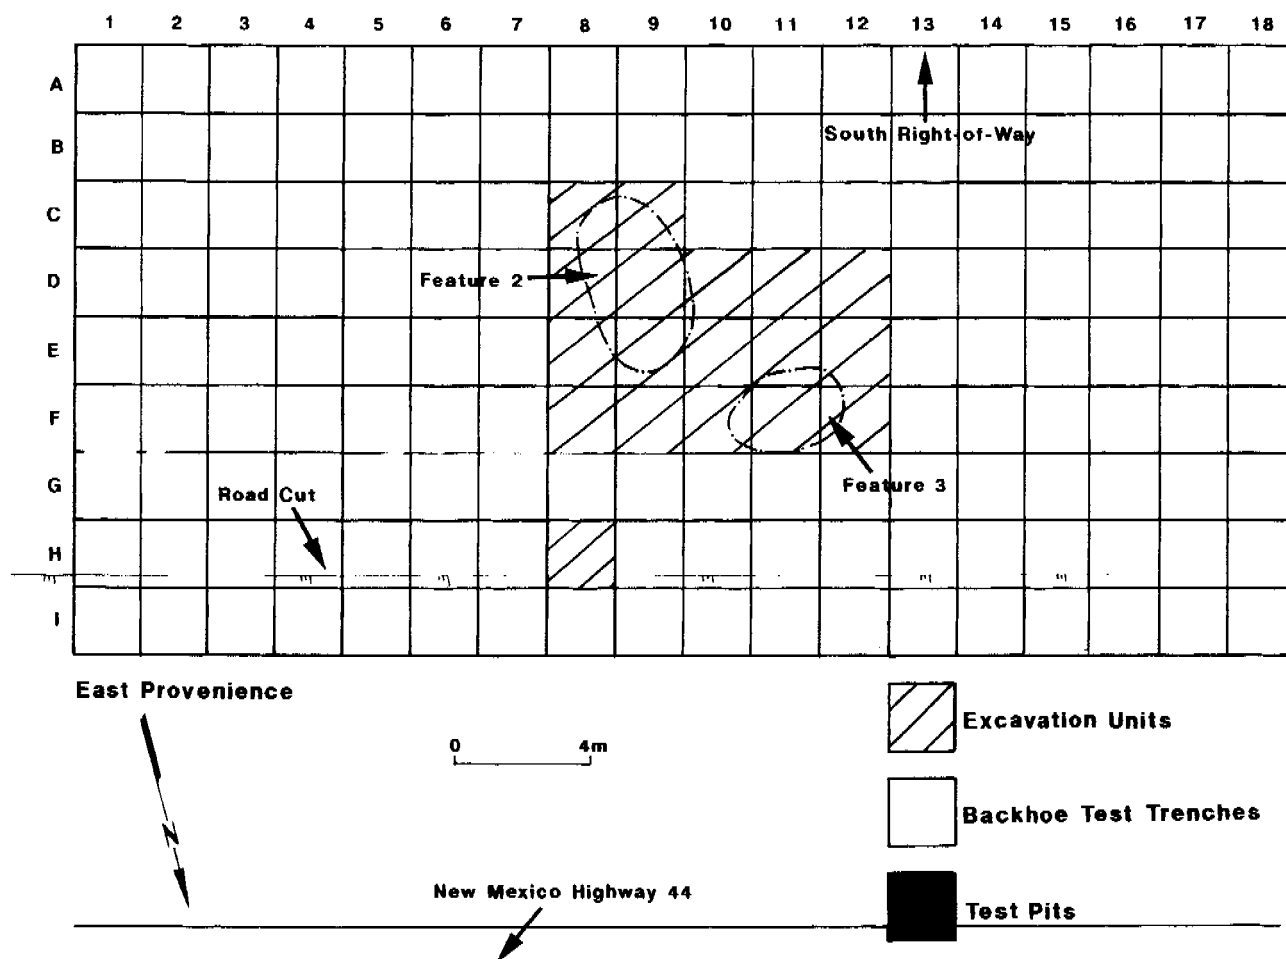 1 2 3 4 5 6 7 8 9 10 11 12 13 14 15 16 17 18
A
South Right-of-Way
B
C
D
Feature 2
E
F
G
Feature 3
Road Cut
H
I
East Provenience
N
0 4m
Excavation Units
Backhoe Test Trenches
Test Pits
New Mexico Highway 44